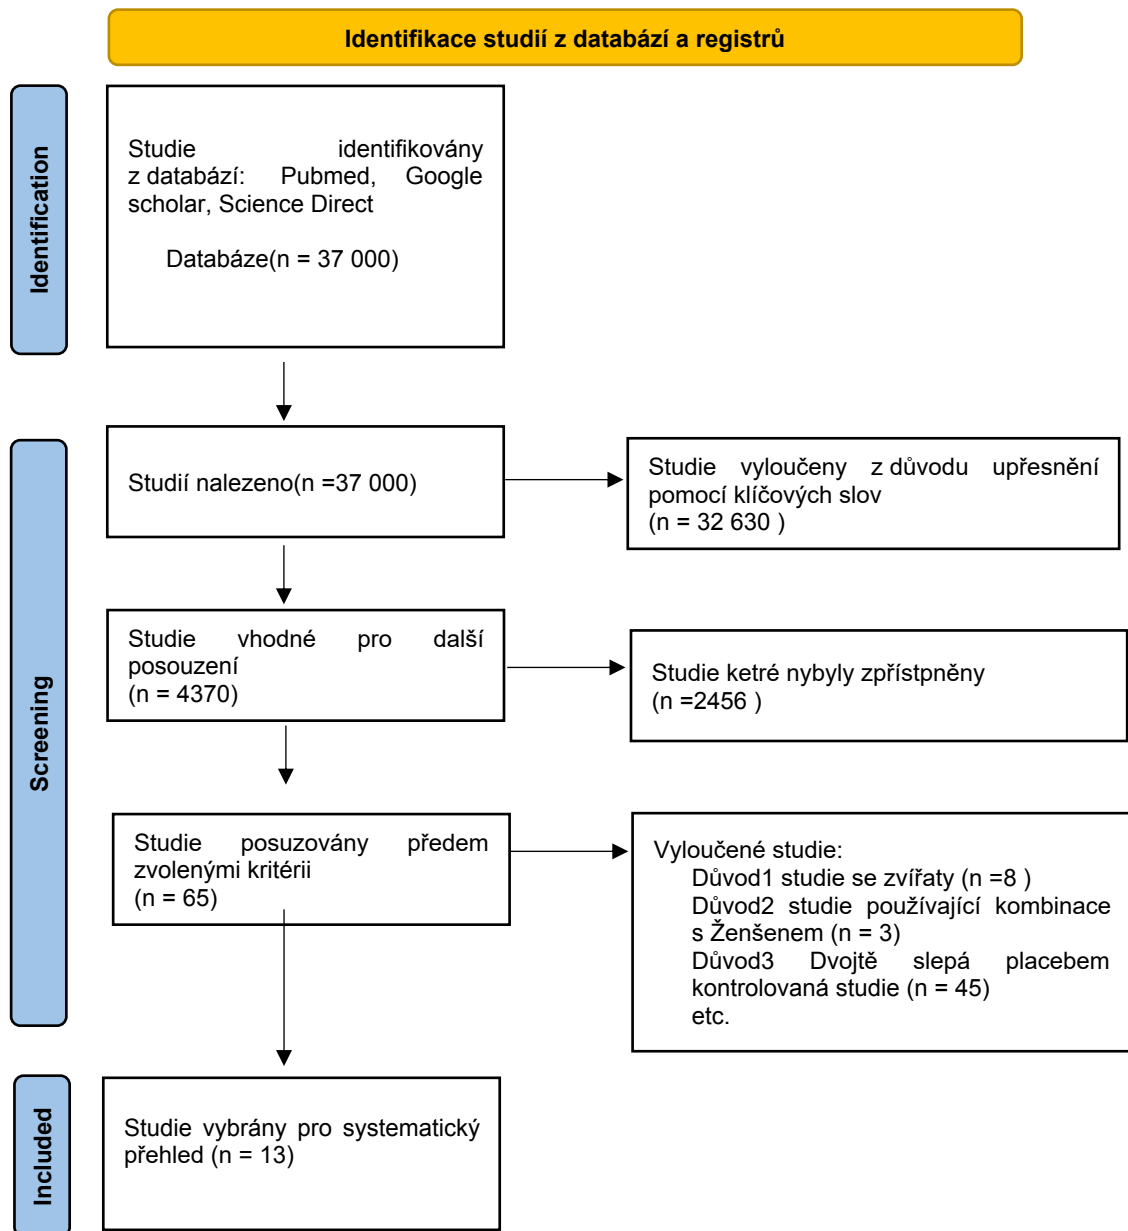 Identifikace studií z databází a registrů
Identification
Studie identifikovány
z databází: Pubmed, Google
scholar, Science Direct
Databáze(n = 37 000)
Screening
Studií nalezeno(n =37 000)
Studie vyloučeny z důvodu upřesnění
pomocí klíčových slov
(n = 32 630 )
Studie vhodné pro další
posouzení
(n = 4370)
Studie ketré nybyly zpřístpněny
(n =2456 )
Studie posuzovány předem
zvolenými kritérii
(n = 65)
Vyloučené studie:
Důvod1 studie se zvířaty (n =8 )
Důvod2 studie používající kombinace
s Ženšenem (n = 3)
Důvod3 Dvojtě slepá placebem
kontrolovaná studie (n = 45)
etc.
Included
Studie vybrány pro systematický
přehled (n = 13)